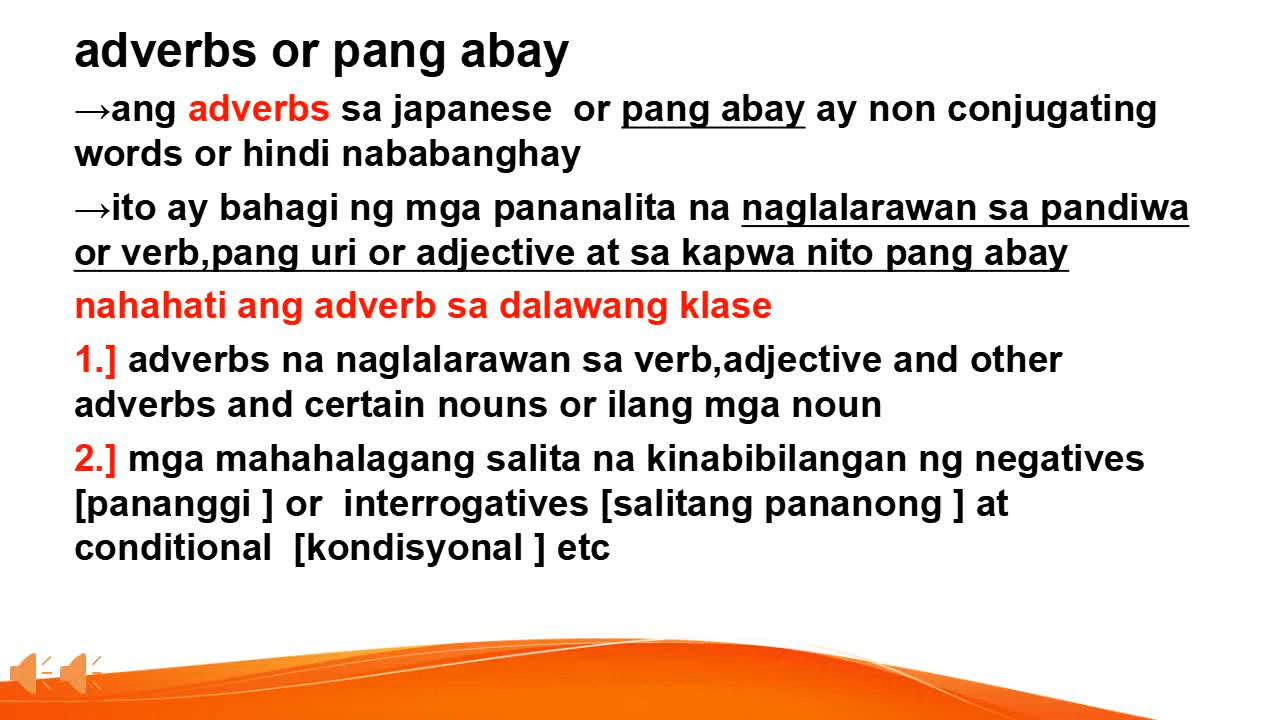 adverbs or pang abay
→ang adverbs sa japanese  or pang abay ay non conjugating
words or hindi nababanghay
→ito ay bahagi ng mga pananalita na naglalarawan sa pandiwa
or verb,pang uri or adjective at sa kapwa nito pang abay
nahahati ang adverb sa dalawang klase
1.] adverbs na naglalarawan sa verb,adjective and other
adverbs and certain nouns or ilang mga noun
2.] mga mahahalagang salita na kinabibilangan ng negatives
[pananggi ] or  interrogatives [salitang pananong ] at
conditional  [kondisyonal ] etc